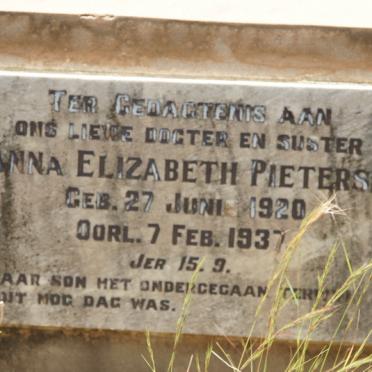 TER GEDAGTENIS AAN
ONS LIEWE DOGTER EN SUSTER
ANNA ELIZABETH PIETERS
GEB. 27 JUNIE 1920
OORL. 7 FEB. 1937
JER 15. 9.
AAR SON HET ONDERGEGAAN TERWYL
DIT NOG DAG WAS.